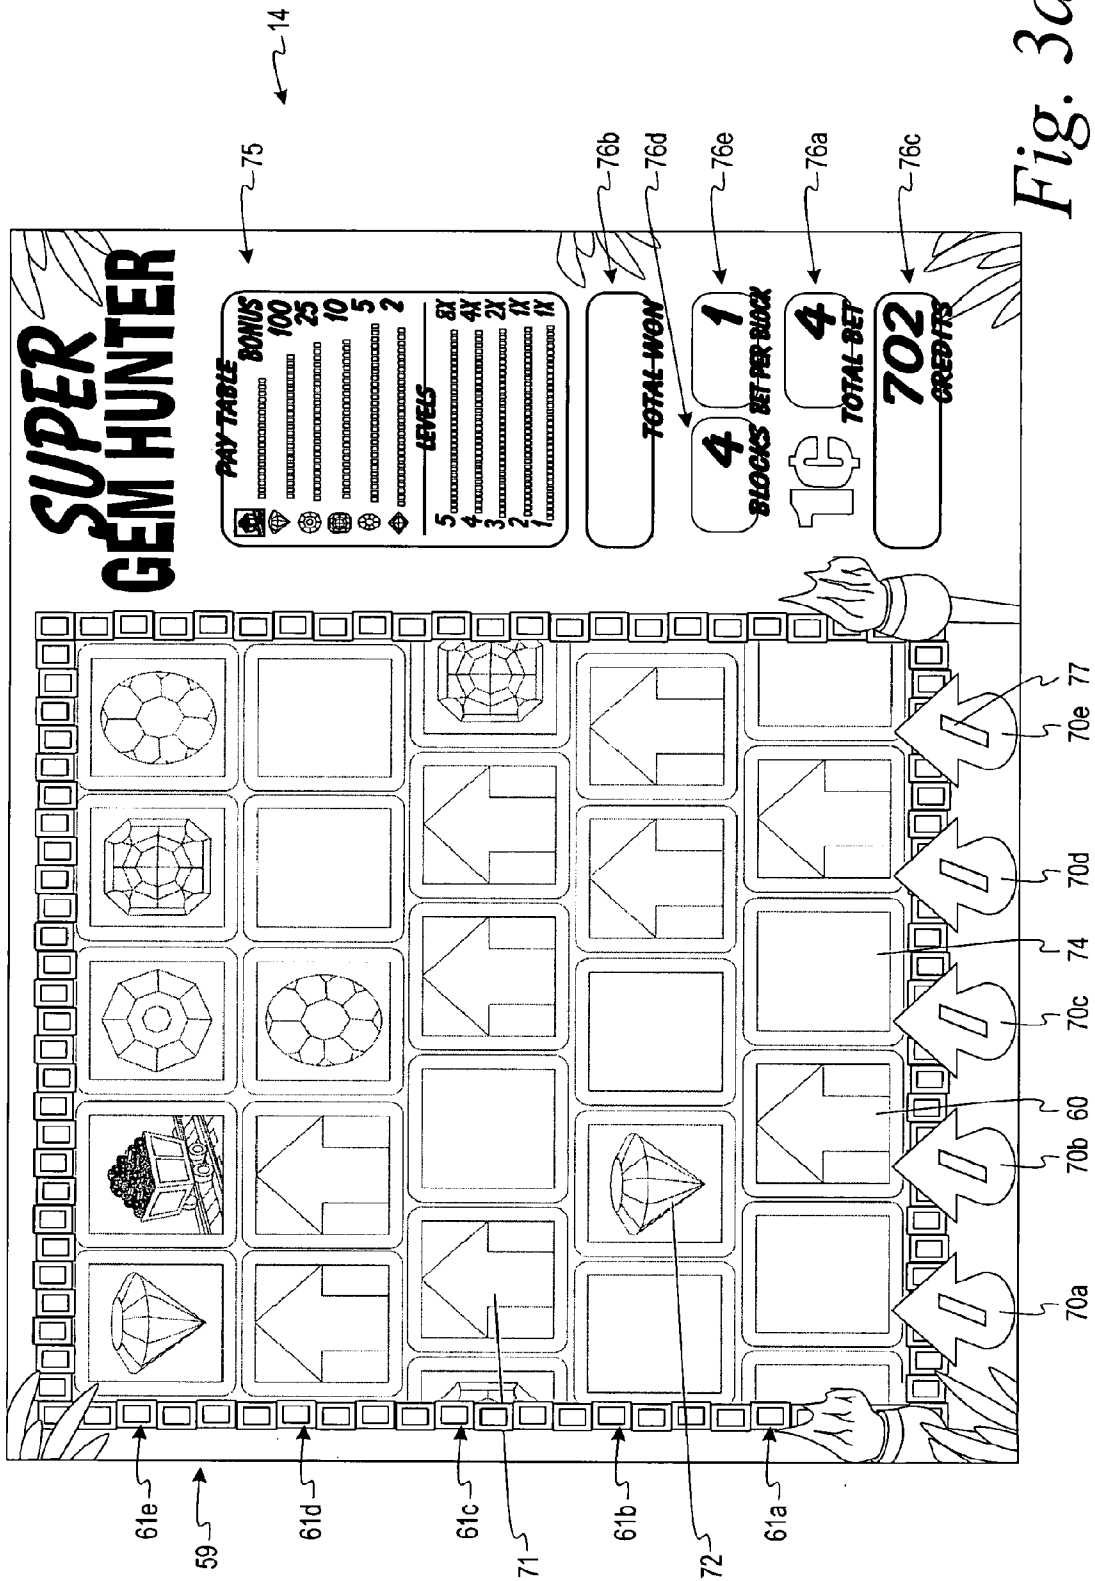 SUPER
GEM HUNTER
14
PAY TABLE
BONUS
100
25
10
5
2
LEVELS
5 8X
4 4X
3 2X
2 1X
1 1X
75
TOTAL WON
76b
76d
4
BLOCKS
1
BET PER BLOCK
76e
1¢
4
TOTAL BET
76a
702
CREDITS
76c
61e
59
61d
61c
71
61b
72
61a
70a
70b
60
70c
74
70d
70e
77
Fig. 3a